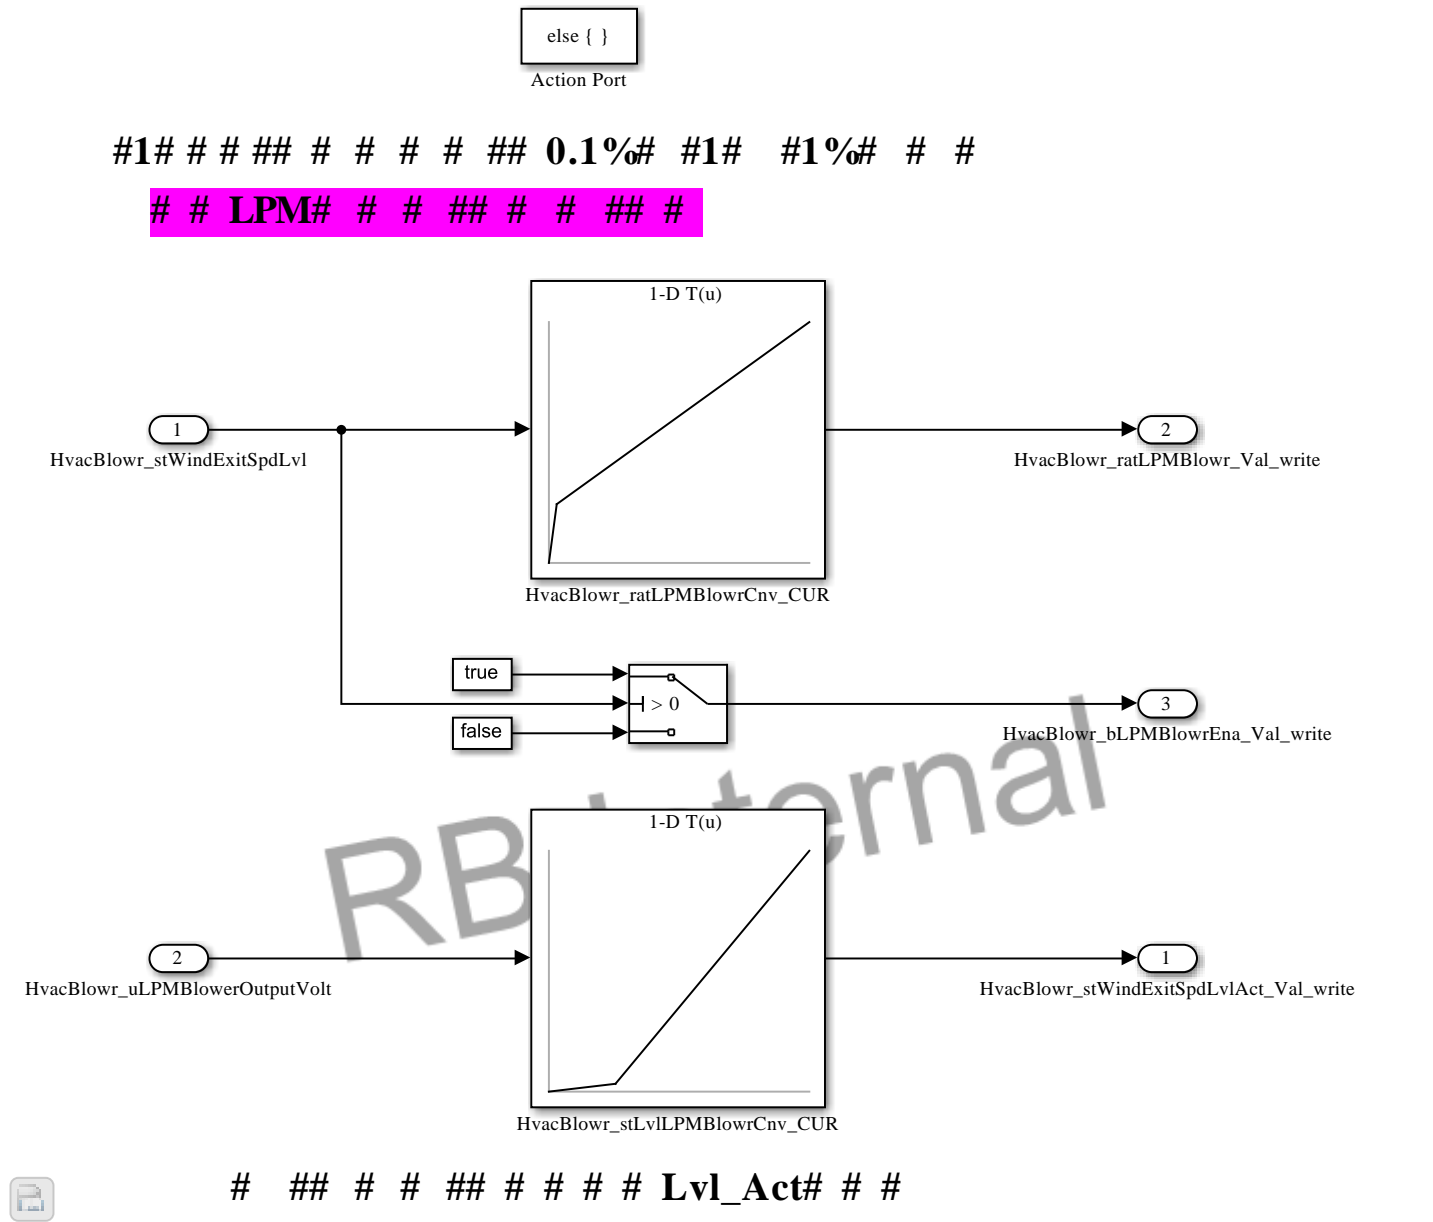 else { }
Action Port
#1# # # ## # # # # ## 0.1%# #1# #1%# # #
# # LPM# # # ## # # ## #
1-D T(u)
1
HvacBlowr_stWindExitSpdLvl
2
HvacBlowr_ratLPMBlowr_Val_write
HvacBlowr_ratLPMBlowrCnv_CUR
true
> 0
false
3
HvacBlowr_bLPMBlowrEna_Val_write
RB Internal
1-D T(u)
2
HvacBlowr_uLPMBlowerOutputVolt
1
HvacBlowr_stWindExitSpdLvlAct_Val_write
HvacBlowr_stLvlLPMBlowrCnv_CUR
# ## # # ## # # # # Lvl_Act# # #